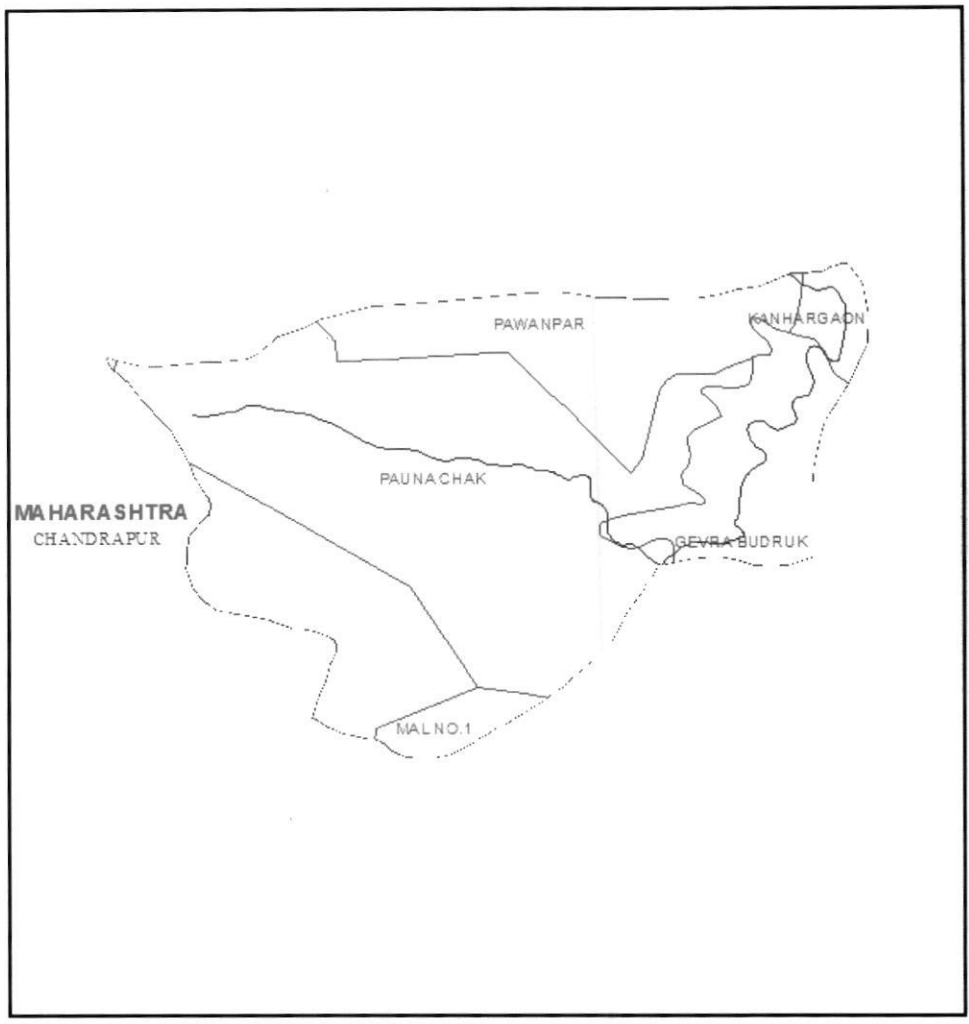 KANHARGAON
PAWANPAR
PAUNACHAK
MAHARASHTRA
CHANDRAPUR
GEVRA BUDRUK
MAL NO.1